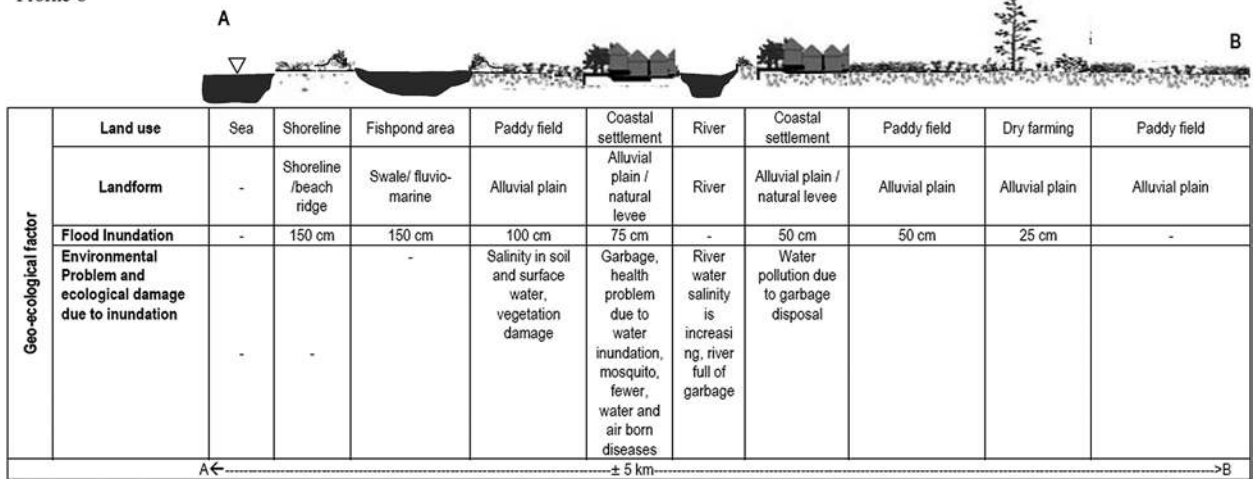 A
B
Land use Sea Shoreline Fishpond area Paddy field Coastal settlement River Coastal settlement Paddy field Dry farming Paddy field
Landform - Shoreline /beach ridge Swale/ fluvio-marine Alluvial plain Alluvial plain / natural levee River Alluvial plain / natural levee Alluvial plain Alluvial plain Alluvial plain
Geo-ecological factor
Flood Inundation - 150 cm 150 cm 100 cm 75 cm - 50 cm 50 cm 25 cm -
Environmental
Problem and
ecological damage
due to inundation
-
-
-
Salinity in soil
and surface
water,
vegetation
damage
Garbage,
health
problem
due to
water
inundation,
mosquito,
fewer,
water and
air born
diseases
River
water
salinity
is
increasi
ng, river
full of
garbage
Water
pollution due
to garbage
disposal
A ← ± 5 km >B